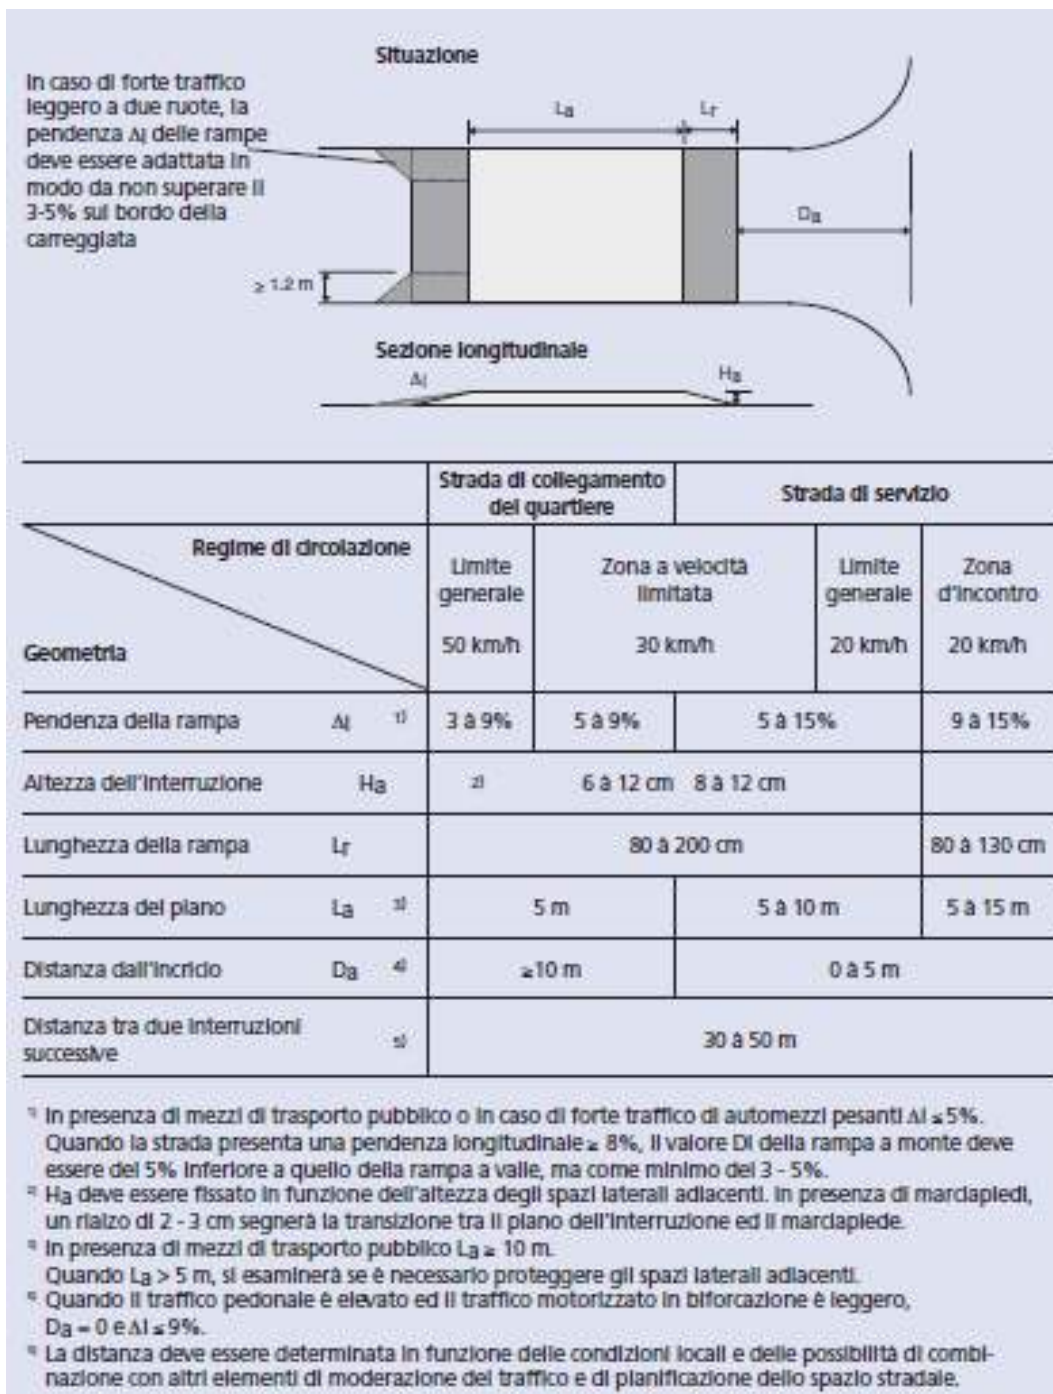 Situazione
In caso di forte traffico
leggero a due ruote, la
pendenza Δi delle rampe
deve essere adattata in
modo da non superare il
3-5% sul bordo della
carreggiata
La
Lr
Da
≥ 1.2 m
Sezione longitudinale
Δi
Ha
Strada di collegamento
del quartiere
Strada di servizio
Regime di circolazione
Geometria
Limite
generale
50 km/h
Zona a velocità
limitata
30 km/h
Limite
generale
20 km/h
Zona
d'incontro
20 km/h
Pendenza della rampa Δi 1) 3 à 9% 5 à 9% 5 à 15% 9 à 15%
Altezza dell'interruzione Ha 2) 6 à 12 cm 8 à 12 cm
Lunghezza della rampa Lr 80 à 200 cm 80 à 130 cm
Lunghezza del piano La 3) 5 m 5 à 10 m 5 à 15 m
Distanza dall'incricio Da 4) ≥10 m 0 à 5 m
Distanza tra due interruzioni
successive 5) 30 à 50 m
1) In presenza di mezzi di trasporto pubblico o in caso di forte traffico di automezzi pesanti Δi ≤ 5%.
Quando la strada presenta una pendenza longitudinale ≥ 8%, il valore Di della rampa a monte deve
essere del 5% inferiore a quello della rampa a valle, ma come minimo del 3 - 5%.
2) Ha deve essere fissato in funzione dell'altezza degli spazi laterali adiacenti. In presenza di marciapiedi,
un rialzo di 2 - 3 cm segnerà la transizione tra il piano dell'interruzione ed il marciapiede.
3) In presenza di mezzi di trasporto pubblico La ≥ 10 m.
Quando La > 5 m, si esaminerà se è necessario proteggere gli spazi laterali adiacenti.
4) Quando il traffico pedonale è elevato ed il traffico motorizzato in biforcazione è leggero,
Da = 0 e Δi ≤ 9%.
5) La distanza deve essere determinata in funzione delle condizioni locali e delle possibilità di combi-
nazione con altri elementi di moderazione del traffico e di planificazione dello spazio stradale.